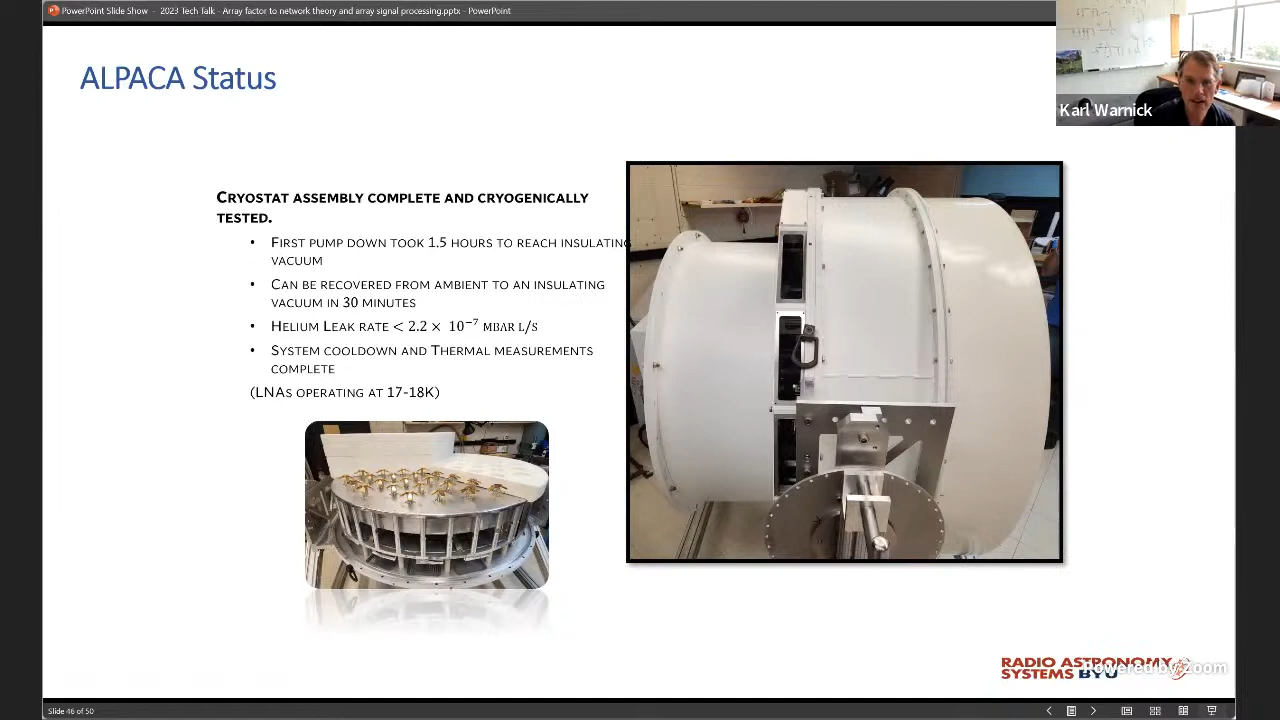 PowerPoint Slide Show - 2023 Tech Talk - Array factor to network theory and array signal processing.pptx - PowerPoint
ALPACA Status
Karl Warnick
CRYOSTAT ASSEMBLY COMPLETE AND CRYOGENICALLY
TESTED.
• FIRST PUMP DOWN TOOK 1.5 HOURS TO REACH INSULATING
VACUUM
• CAN BE RECOVERED FROM AMBIENT TO AN INSULATING
VACUUM IN 30 MINUTES
• HELIUM LEAK RATE < 2.2 × 10⁻⁷ MBAR L/S
• SYSTEM COOLDOWN AND THERMAL MEASUREMENTS
COMPLETE
(LNAS OPERATING AT 17-18K)
RADIO ASTRONOMY
SYSTEMS BYU
Powered by Zoom
Slide 46 of 50